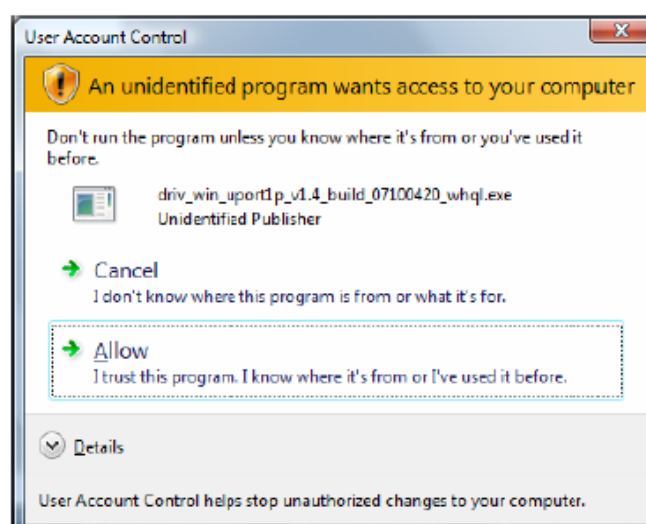 User Account Control
An unidentified program wants access to your computer
Don't run the program unless you know where it's from or you've used it
before.
driv_win_uport1p_v1.4_build_07100420_whql.exe
Unidentified Publisher
Cancel
I don't know where this program is from or what it's for.
Allow
I trust this program. I know where it's from or I've used it before.
Details
User Account Control helps stop unauthorized changes to your computer.